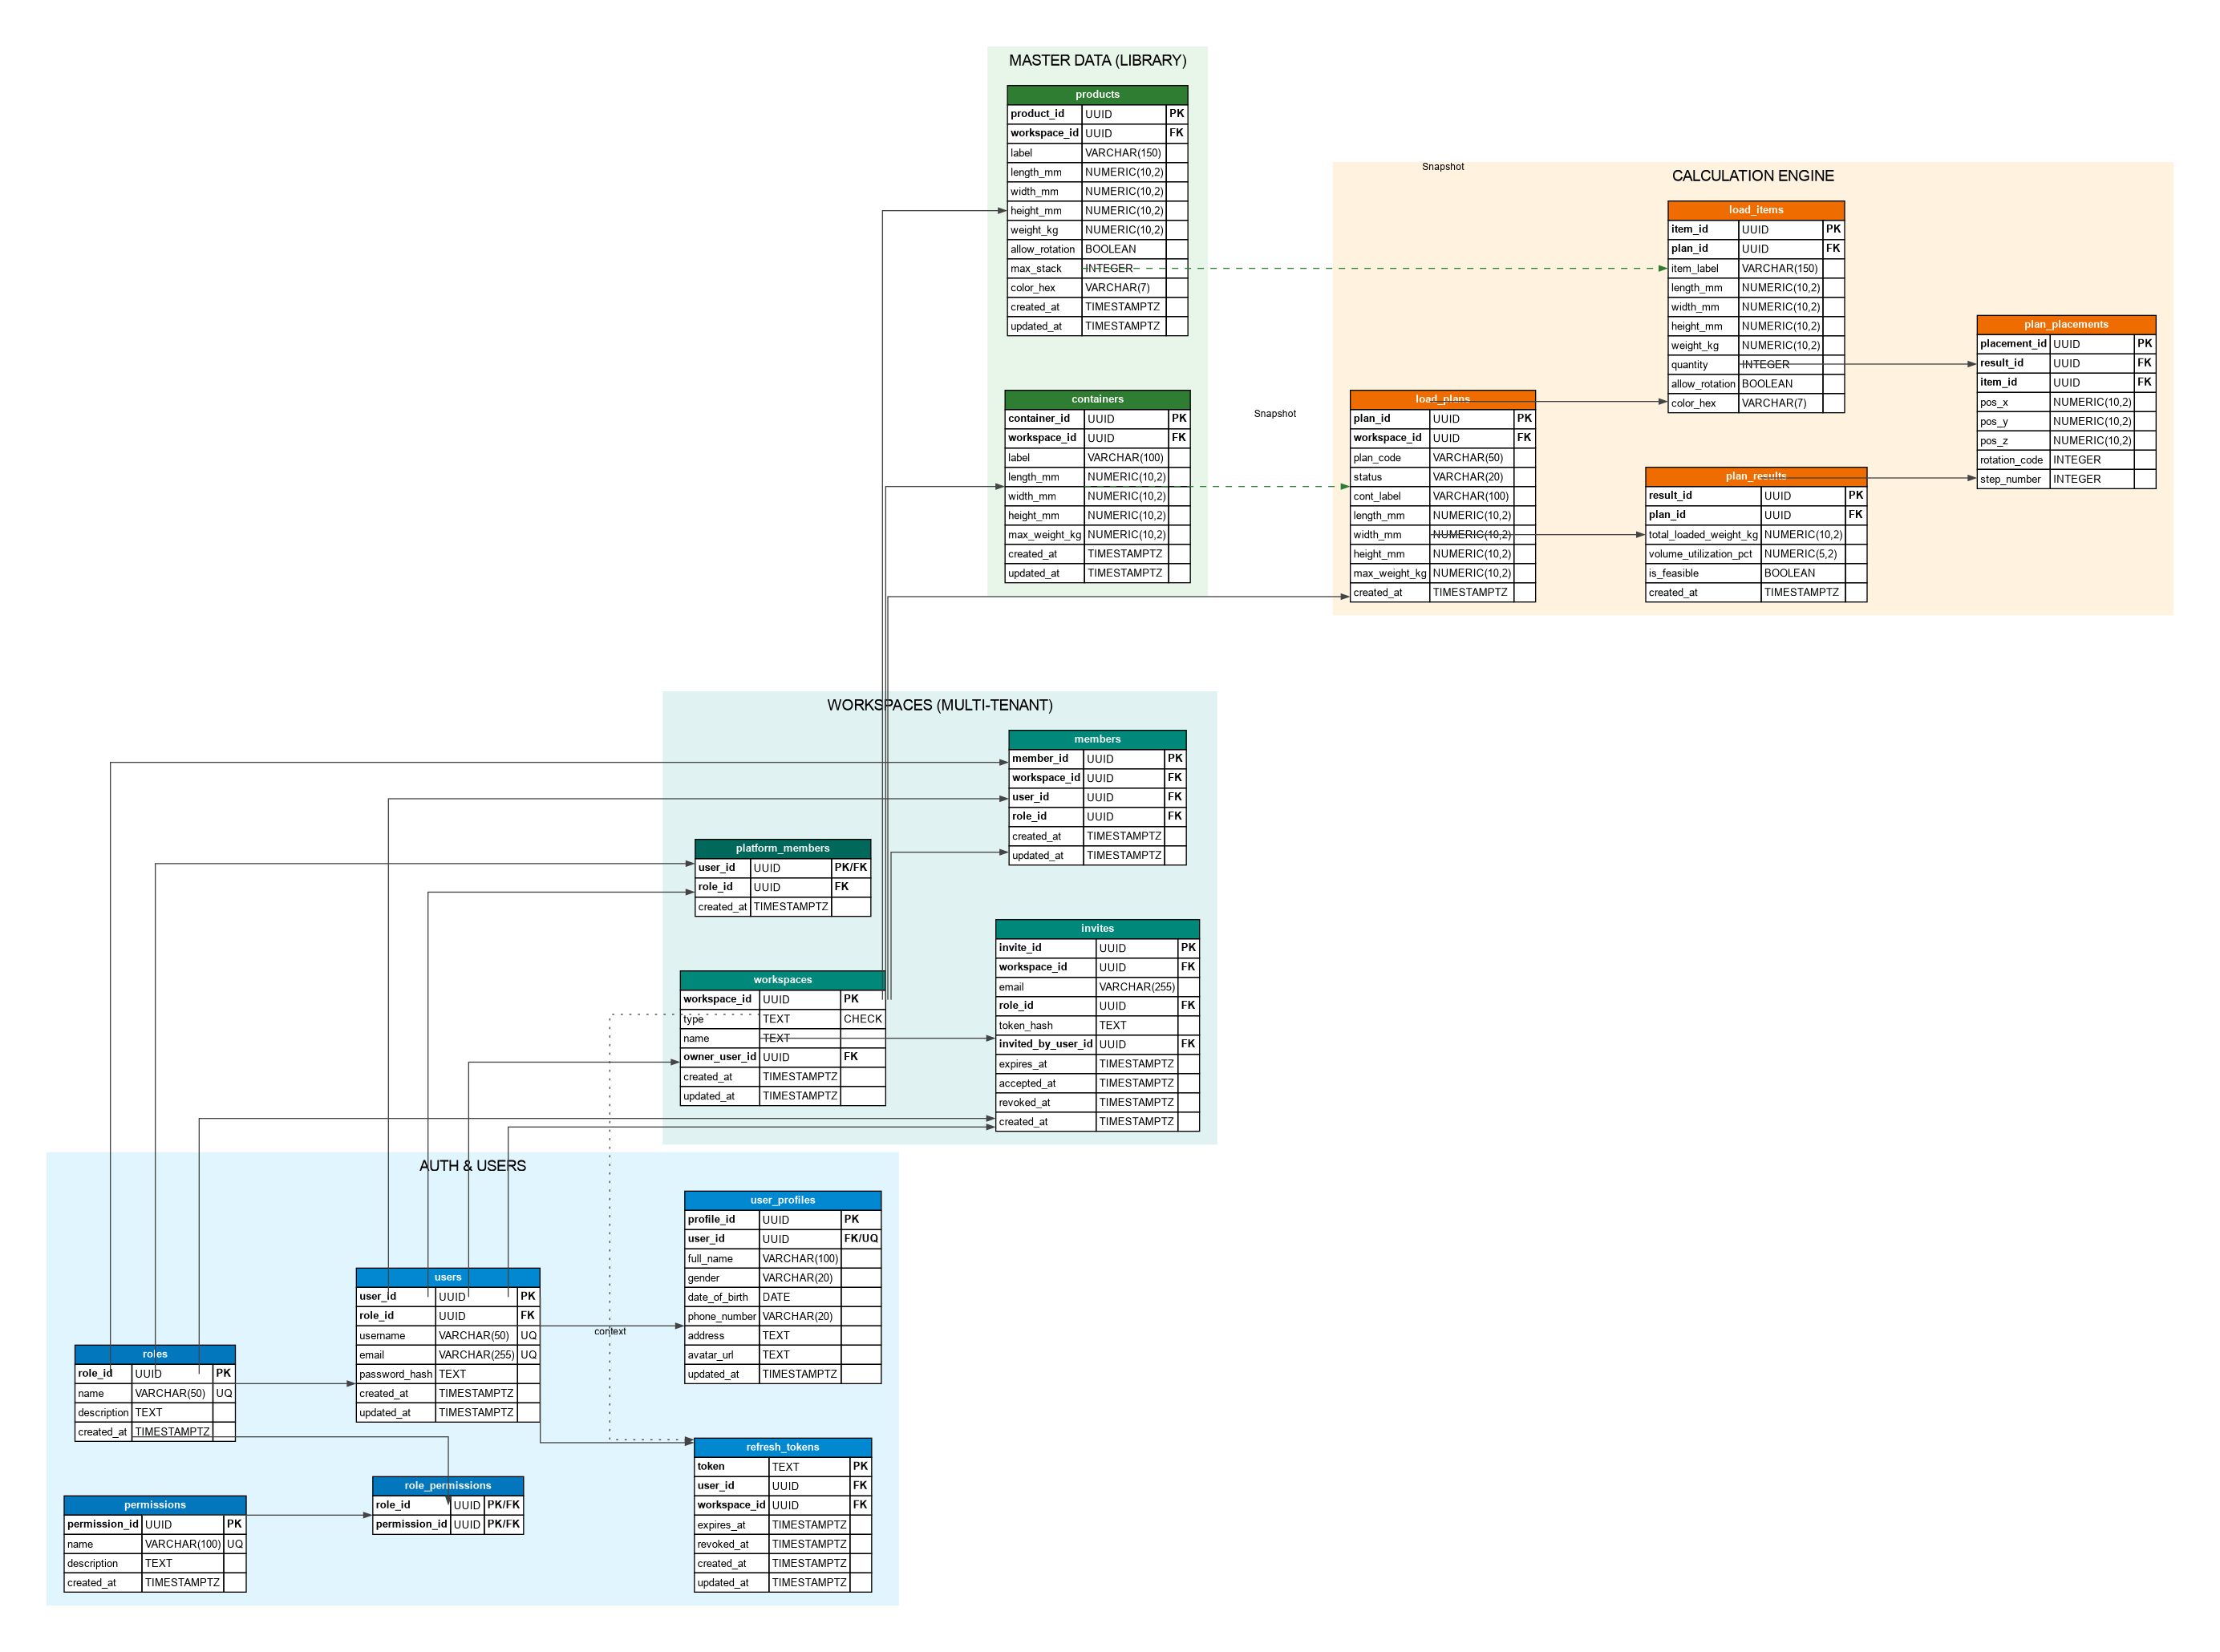 MASTER DATA (LIBRARY)
products
product_id UUID PK
workspace_id UUID FK
label VARCHAR(150)
length_mm NUMERIC(10,2)
width_mm NUMERIC(10,2)
height_mm NUMERIC(10,2)
weight_kg NUMERIC(10,2)
allow_rotation BOOLEAN
max_stack INTEGER
color_hex VARCHAR(7)
created_at TIMESTAMPTZ
updated_at TIMESTAMPTZ
containers
container_id UUID PK
workspace_id UUID FK
label VARCHAR(100)
length_mm NUMERIC(10,2)
width_mm NUMERIC(10,2)
height_mm NUMERIC(10,2)
max_weight_kg NUMERIC(10,2)
created_at TIMESTAMPTZ
updated_at TIMESTAMPTZ
Snapshot
Snapshot
CALCULATION ENGINE
load_items
item_id UUID PK
plan_id UUID FK
item_label VARCHAR(150)
length_mm NUMERIC(10,2)
width_mm NUMERIC(10,2)
height_mm NUMERIC(10,2)
weight_kg NUMERIC(10,2)
quantity INTEGER
allow_rotation BOOLEAN
color_hex VARCHAR(7)
plan_placements
placement_id UUID PK
result_id UUID FK
item_id UUID FK
pos_x NUMERIC(10,2)
pos_y NUMERIC(10,2)
pos_z NUMERIC(10,2)
rotation_code INTEGER
step_number INTEGER
load_plans
plan_id UUID PK
workspace_id UUID FK
plan_code VARCHAR(50)
status VARCHAR(20)
cont_label VARCHAR(100)
length_mm NUMERIC(10,2)
width_mm NUMERIC(10,2)
height_mm NUMERIC(10,2)
max_weight_kg NUMERIC(10,2)
created_at TIMESTAMPTZ
plan_results
result_id UUID PK
plan_id UUID FK
total_loaded_weight_kg NUMERIC(10,2)
volume_utilization_pct NUMERIC(5,2)
is_feasible BOOLEAN
created_at TIMESTAMPTZ
WORKSPACES (MULTI-TENANT)
members
member_id UUID PK
workspace_id UUID FK
user_id UUID FK
role_id UUID FK
created_at TIMESTAMPTZ
updated_at TIMESTAMPTZ
platform_members
user_id UUID PK/FK
role_id UUID FK
created_at TIMESTAMPTZ
invites
invite_id UUID PK
workspace_id UUID FK
email VARCHAR(255)
role_id UUID FK
token_hash TEXT
invited_by_user_id UUID FK
expires_at TIMESTAMPTZ
accepted_at TIMESTAMPTZ
revoked_at TIMESTAMPTZ
created_at TIMESTAMPTZ
workspaces
workspace_id UUID PK
type TEXT CHECK
name TEXT
owner_user_id UUID FK
created_at TIMESTAMPTZ
updated_at TIMESTAMPTZ
AUTH & USERS
user_profiles
profile_id UUID PK
user_id UUID FK/UQ
full_name VARCHAR(100)
gender VARCHAR(20)
date_of_birth DATE
phone_number VARCHAR(20)
address TEXT
avatar_url TEXT
updated_at TIMESTAMPTZ
users
user_id UUID PK
role_id UUID FK
username VARCHAR(50) UQ
email VARCHAR(255) UQ
password_hash TEXT
created_at TIMESTAMPTZ
updated_at TIMESTAMPTZ
context
roles
role_id UUID PK
name VARCHAR(50) UQ
description TEXT
created_at TIMESTAMPTZ
refresh_tokens
token TEXT PK
user_id UUID FK
workspace_id UUID FK
expires_at TIMESTAMPTZ
revoked_at TIMESTAMPTZ
created_at TIMESTAMPTZ
updated_at TIMESTAMPTZ
role_permissions
role_id UUID PK/FK
permission_id UUID PK/FK
permissions
permission_id UUID PK
name VARCHAR(100) UQ
description TEXT
created_at TIMESTAMPTZ